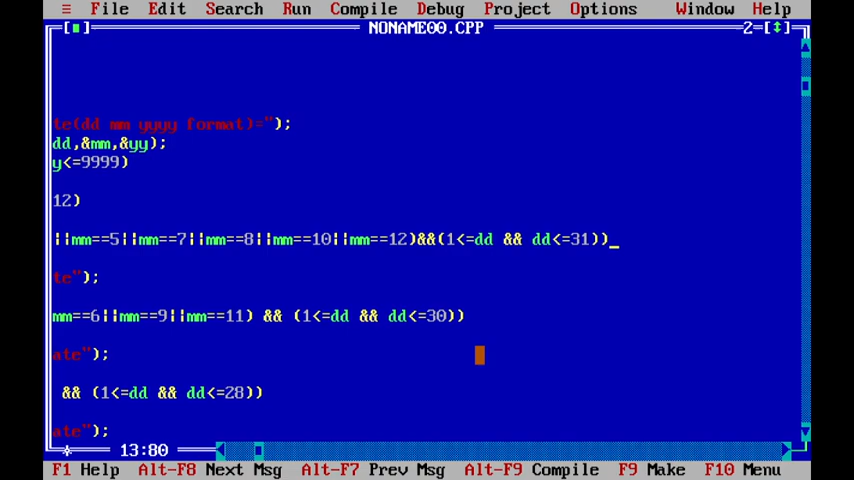 ≡ File Edit Search Run Compile Debug Project Options Window Help
[■] NONAME00.CPP 2=[↕]
te(dd mm yyyy format)=");
dd,&mm,&yy);
y<=9999)
12)
||mm==5||mm==7||mm==8||mm==10||mm==12)&&(1<=dd && dd<=31))_
te");
mm==6||mm==9||mm==11) && (1<=dd && dd<=30))
ate");
&& (1<=dd && dd<=28))
ate");
13:80
F1 Help Alt-F8 Next Msg Alt-F7 Prev Msg Alt-F9 Compile F9 Make F10 Menu